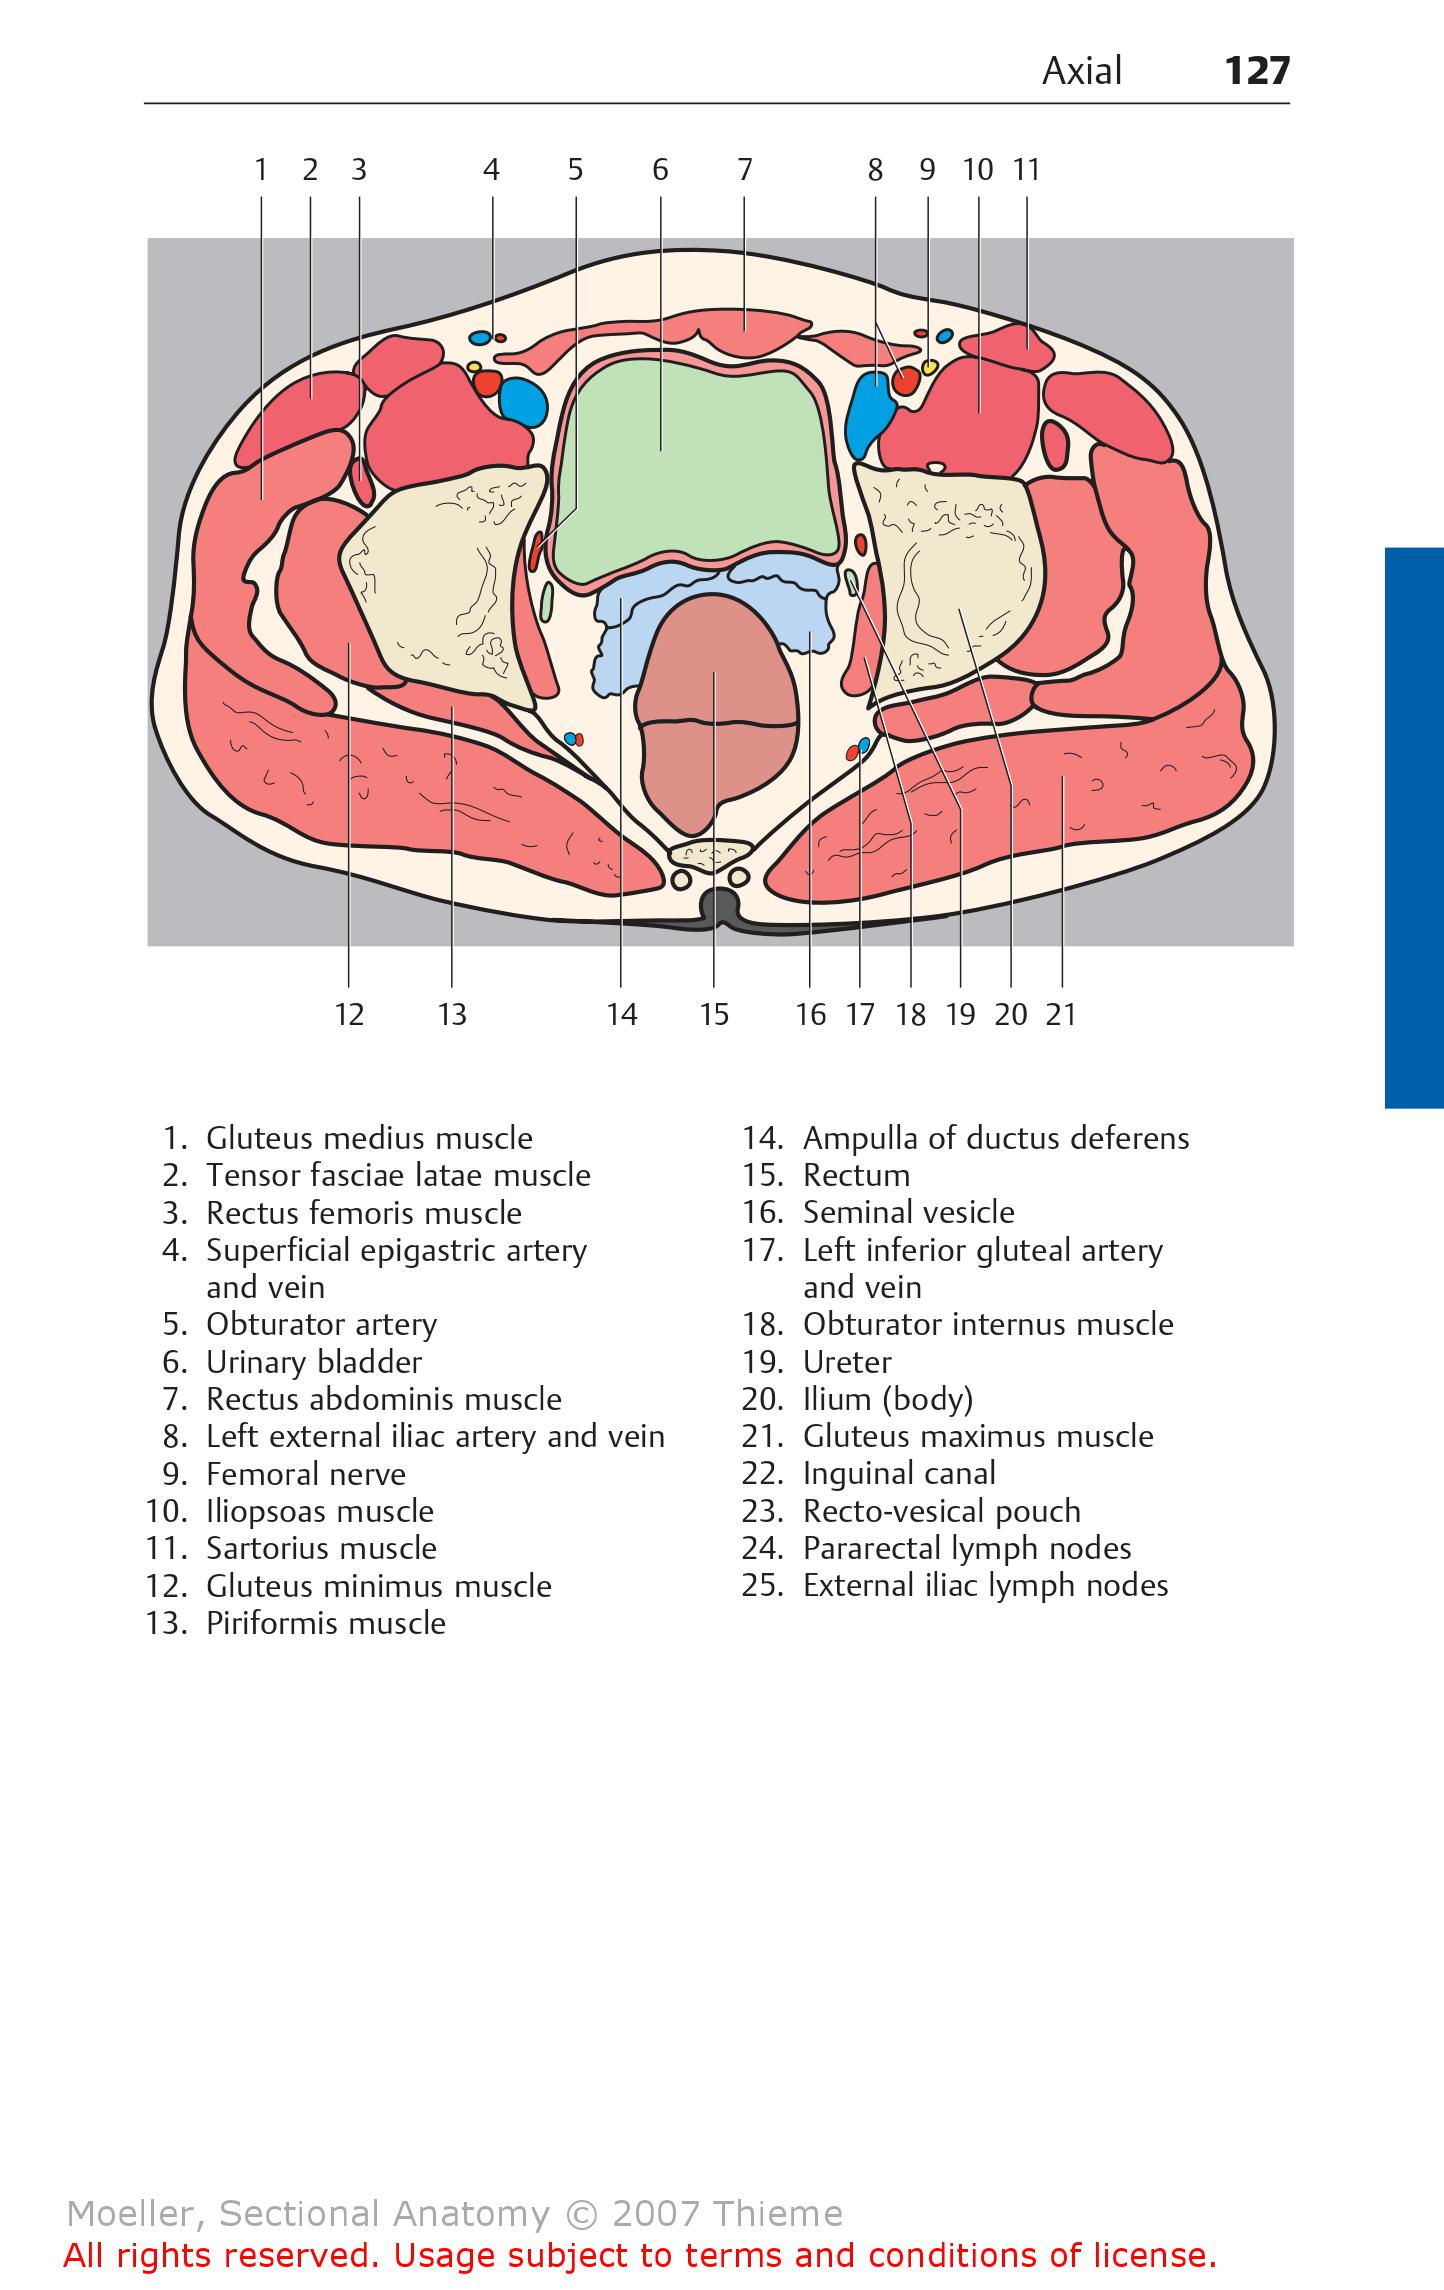 Axial 127
1 2 3 4 5 6 7 8 9 10 11
12 13 14 15 16 17 18 19 20 21
1. Gluteus medius muscle
2. Tensor fasciae latae muscle
3. Rectus femoris muscle
4. Superficial epigastric artery
and vein
5. Obturator artery
6. Urinary bladder
7. Rectus abdominis muscle
8. Left external iliac artery and vein
9. Femoral nerve
10. Iliopsoas muscle
11. Sartorius muscle
12. Gluteus minimus muscle
13. Piriformis muscle
14. Ampulla of ductus deferens
15. Rectum
16. Seminal vesicle
17. Left inferior gluteal artery
and vein
18. Obturator internus muscle
19. Ureter
20. Ilium (body)
21. Gluteus maximus muscle
22. Inguinal canal
23. Recto-vesical pouch
24. Pararectal lymph nodes
25. External iliac lymph nodes
Moeller, Sectional Anatomy © 2007 Thieme
All rights reserved. Usage subject to terms and conditions of license.